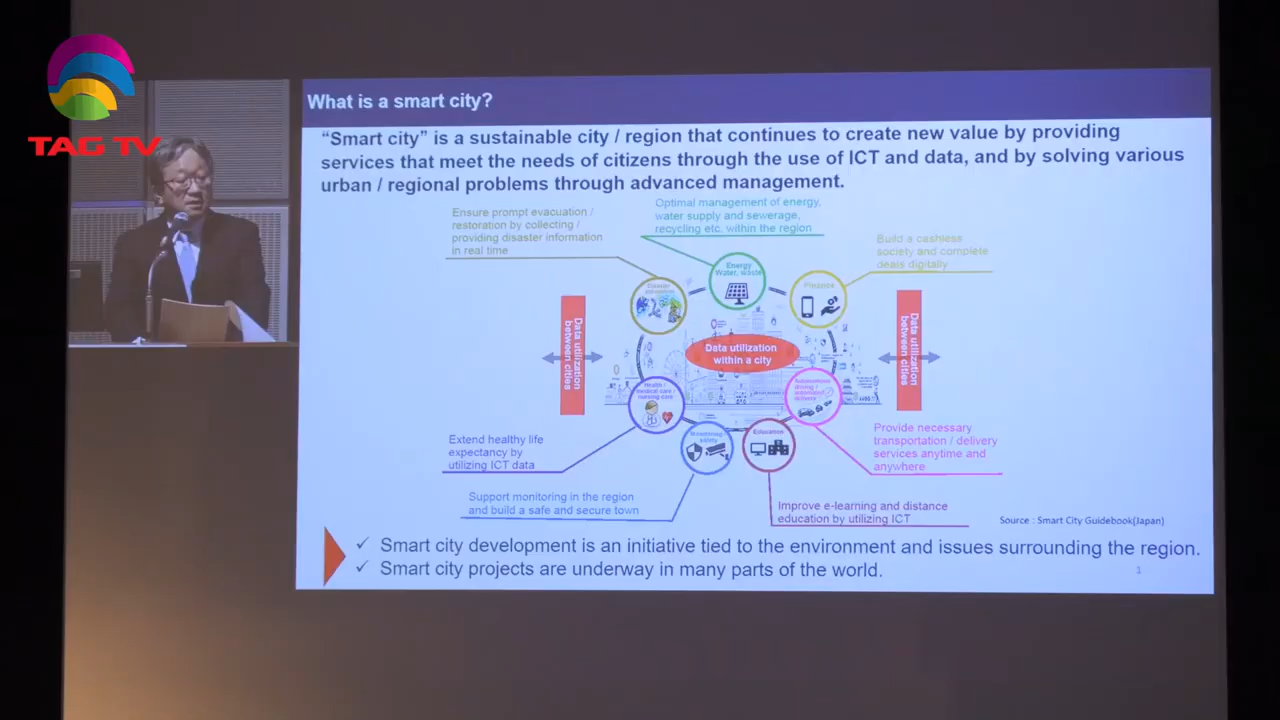 TAG TV
What is a smart city?
“Smart city” is a sustainable city / region that continues to create new value by providing
services that meet the needs of citizens through the use of ICT and data, and by solving various
urban / regional problems through advanced management.
Ensure prompt evacuation /
restoration by collecting /
providing disaster information
in real time
Optimal management of energy,
water supply and sewerage,
recycling etc. within the region
Build a cashless
society and complete
deals digitally
Energy
Water, waste
Finance
Data utilization
between cities
Data utilization
within a city
Data utilization
between cities
Health /
medical care /
nursing care
Autonomous
driving /
Education
Extend healthy life
expectancy by
utilizing ICT data
Provide necessary
transportation / delivery
services anytime and
anywhere
Support monitoring in the region
and build a safe and secure town
Improve e-learning and distance
education by utilizing ICT
Source : Smart City Guidebook(Japan)
✓ Smart city development is an initiative tied to the environment and issues surrounding the region.
✓ Smart city projects are underway in many parts of the world.
1